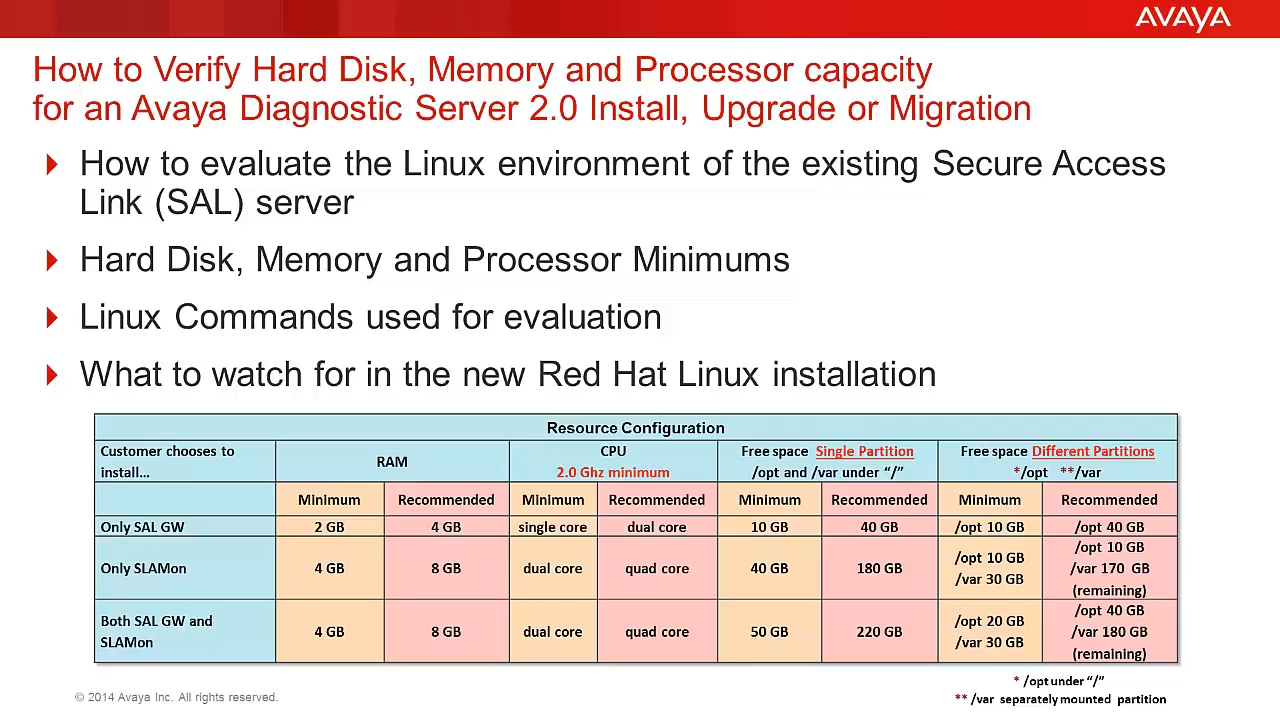 AVAYA
How to Verify Hard Disk, Memory and Processor capacity
for an Avaya Diagnostic Server 2.0 Install, Upgrade or Migration
How to evaluate the Linux environment of the existing Secure Access
Link (SAL) server
Hard Disk, Memory and Processor Minimums
Linux Commands used for evaluation
What to watch for in the new Red Hat Linux installation
Resource Configuration
Customer chooses to
install…
RAM
CPU
2.0 Ghz minimum
Free space Single Partition
/opt and /var under “/”
Free space Different Partitions
*/opt **/var
Minimum Recommended Minimum Recommended Minimum Recommended Minimum Recommended
Only SAL GW 2 GB 4 GB single core dual core 10 GB 40 GB /opt 10 GB /opt 40 GB
Only SLAMon 4 GB 8 GB dual core quad core 40 GB 180 GB
/opt 10 GB
/var 30 GB
/opt 10 GB
/var 170 GB
(remaining)
Both SAL GW and
SLAMon
4 GB 8 GB dual core quad core 50 GB 220 GB
/opt 20 GB
/var 30 GB
/opt 40 GB
/var 180 GB
(remaining)
* /opt under “/”
** /var separately mounted partition
© 2014 Avaya Inc. All rights reserved.